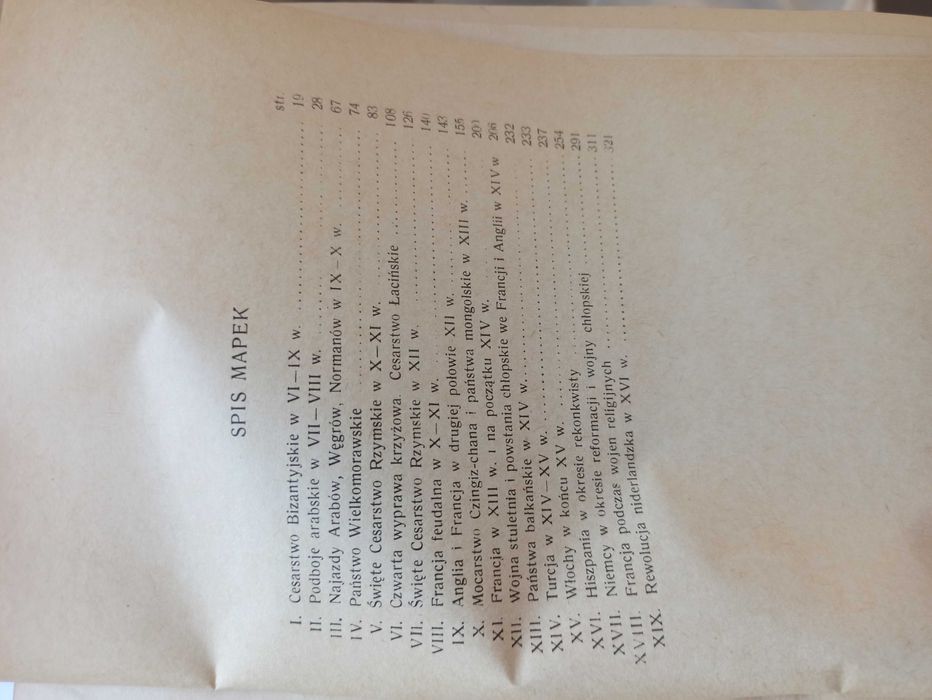 SPIS MAPEK
str.
I. Cesarstwo Bizantyjskie w VI—IX w. .......................... 19
II. Podboje arabskie w VII—VIII w. .......................... 28
III. Najazdy Arabów, Węgrów, Normanów w IX—X w. .......... 67
IV. Państwo Wielkomorawskie .......................... 74
V. Święte Cesarstwo Rzymskie w X—XI w. .................. 83
VI. Czwarta wyprawa krzyżowa. Cesarstwo Łacińskie .......... 108
VII. Święte Cesarstwo Rzymskie w XII w. .................. 126
VIII. Francja feudalna w X—XI w. .......................... 140
IX. Anglia i Francja w drugiej połowie XII w. .............. 143
X. Mocarstwo Czingiz-chana i państwa mongolskie w XIII w. ...... 155
XI. Francja w XIII w. i na początku XIV w. .................. 200
XII. Wojna stuletnia i powstania chłopskie we Francji i Anglii w XIV w 206
XIII. Państwa bałkańskie w XIV w. .......................... 232
XIV. Turcja w XIV—XV w. .......................... 233
XV. Włochy w końcu XV w. .......................... 237
XVI. Hiszpania w okresie rekonkwisty .......................... 254
XVII. Niemcy w okresie reformacji i wojny chłopskiej .............. 291
XVIII. Francja podczas wojen religijnych .......................... 311
XIX. Rewolucja niderlandzka w XVI w. .......................... 321